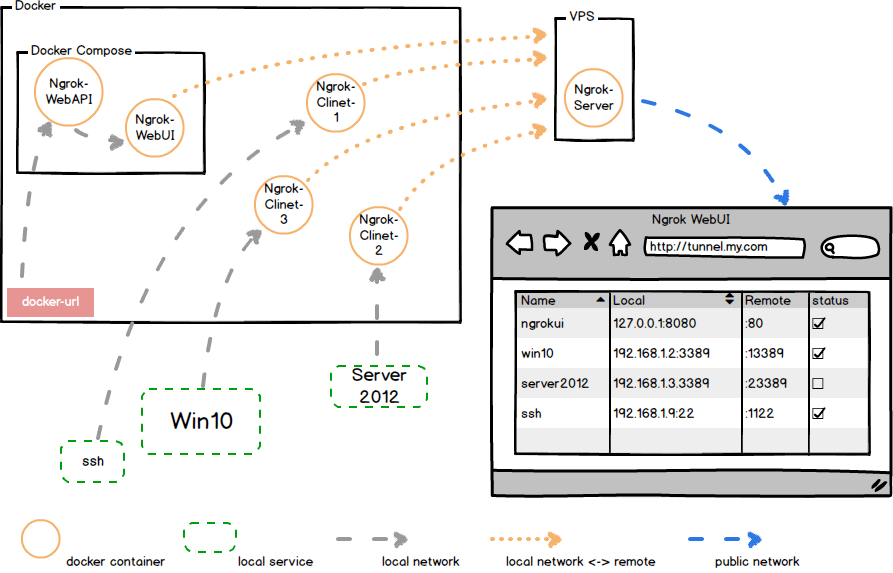 Docker
VPS
Docker Compose
Ngrok-
WebAPI
Ngrok-
WebUI
Ngrok-
Clinet-
1
Ngrok-
Server
Ngrok-
Clinet-
3
Ngrok-
Clinet-
2
docker-url
Server
2012
Win10
ssh
Ngrok WebUI
http://tunnel.my.com
Name Local Remote status
ngrokui 127.0.0.1:8080 :80
win10 192.168.1.2:3389 :13389
server2012 192.168.1.3.3389 :23389
ssh 192.168.1.9:22 :1122
docker container
local service
local network
local network <-> remote
public network